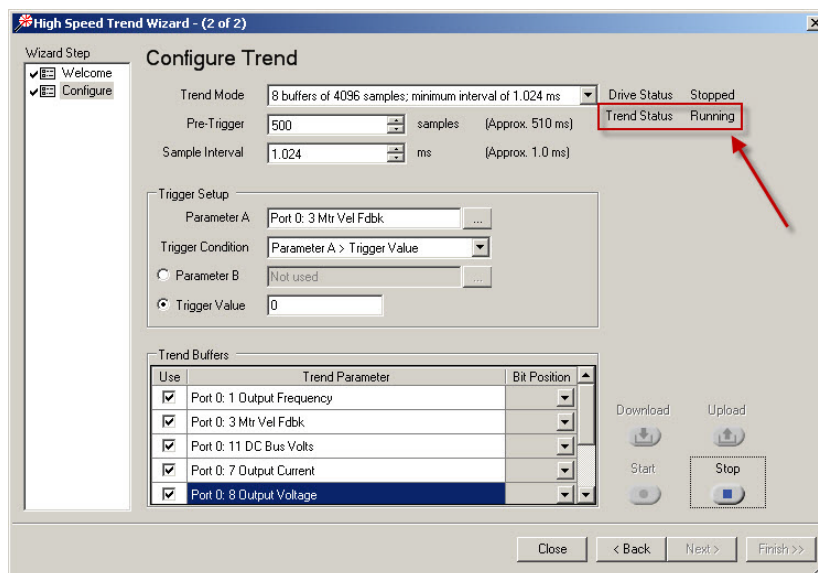 High Speed Trend Wizard - (2 of 2)
Wizard Step
Welcome
Configure
Configure Trend
Trend Mode 8 buffers of 4096 samples; minimum interval of 1.024 ms Drive Status Stopped
Pre-Trigger 500 samples (Approx. 510 ms) Trend Status Running
Sample Interval 1.024 ms (Approx. 1.0 ms)
Trigger Setup
Parameter A Port 0: 3 Mtr Vel Fdbk ...
Trigger Condition Parameter A > Trigger Value
Parameter B Not used ...
Trigger Value 0
Trend Buffers
Use Trend Parameter Bit Position
Port 0: 1 Output Frequency
Port 0: 3 Mtr Vel Fdbk
Port 0: 11 DC Bus Volts
Port 0: 7 Output Current
Port 0: 8 Output Voltage
Download Upload
Start Stop
Close < Back Next > Finish >>